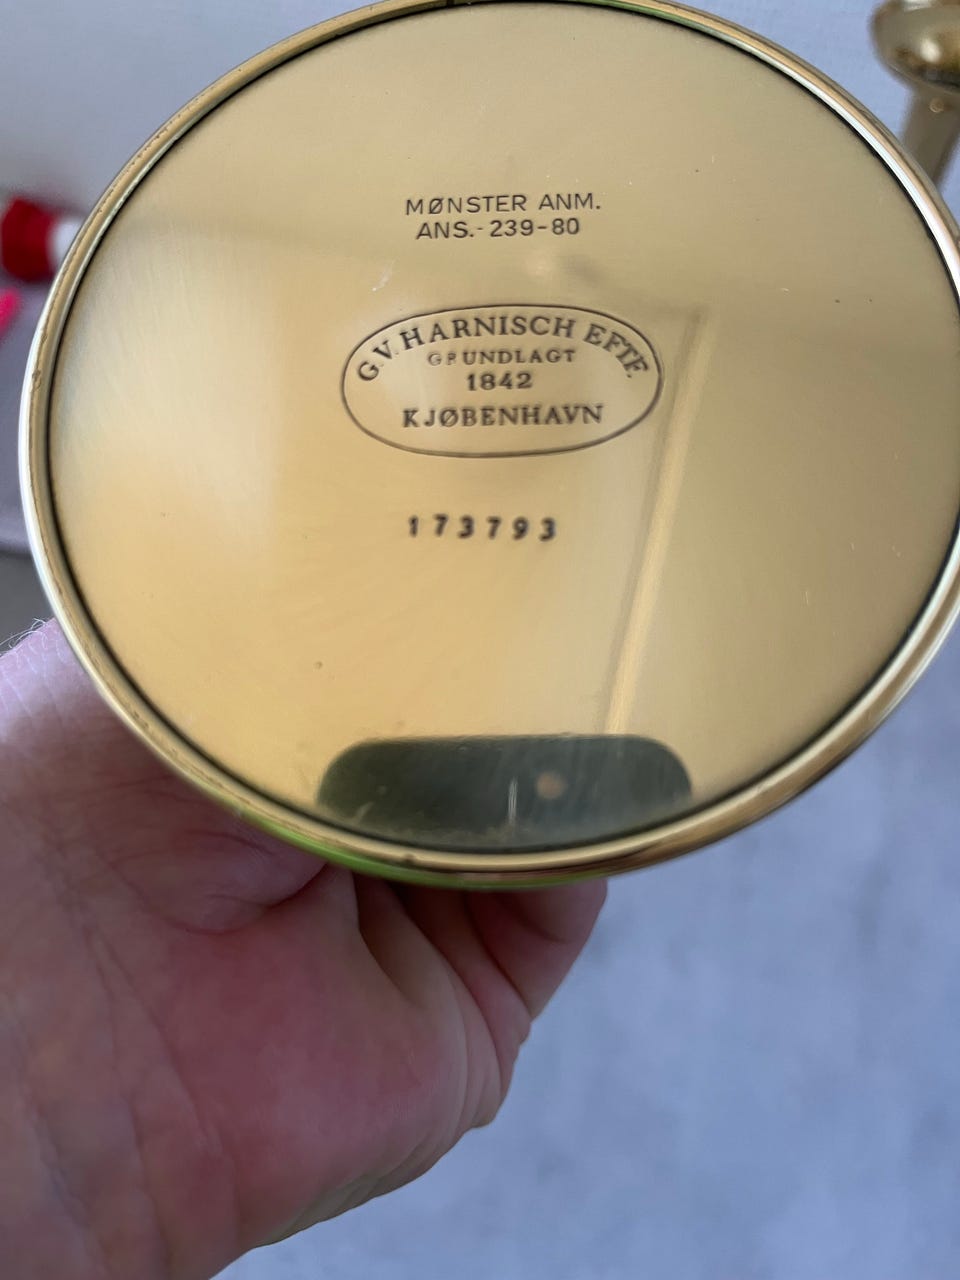 MØNSTER ANM.
ANS.- 239-80
G.V. HARNISCH EFTF.
GRUNDLAGT
1842
KJØBENHAVN
173793